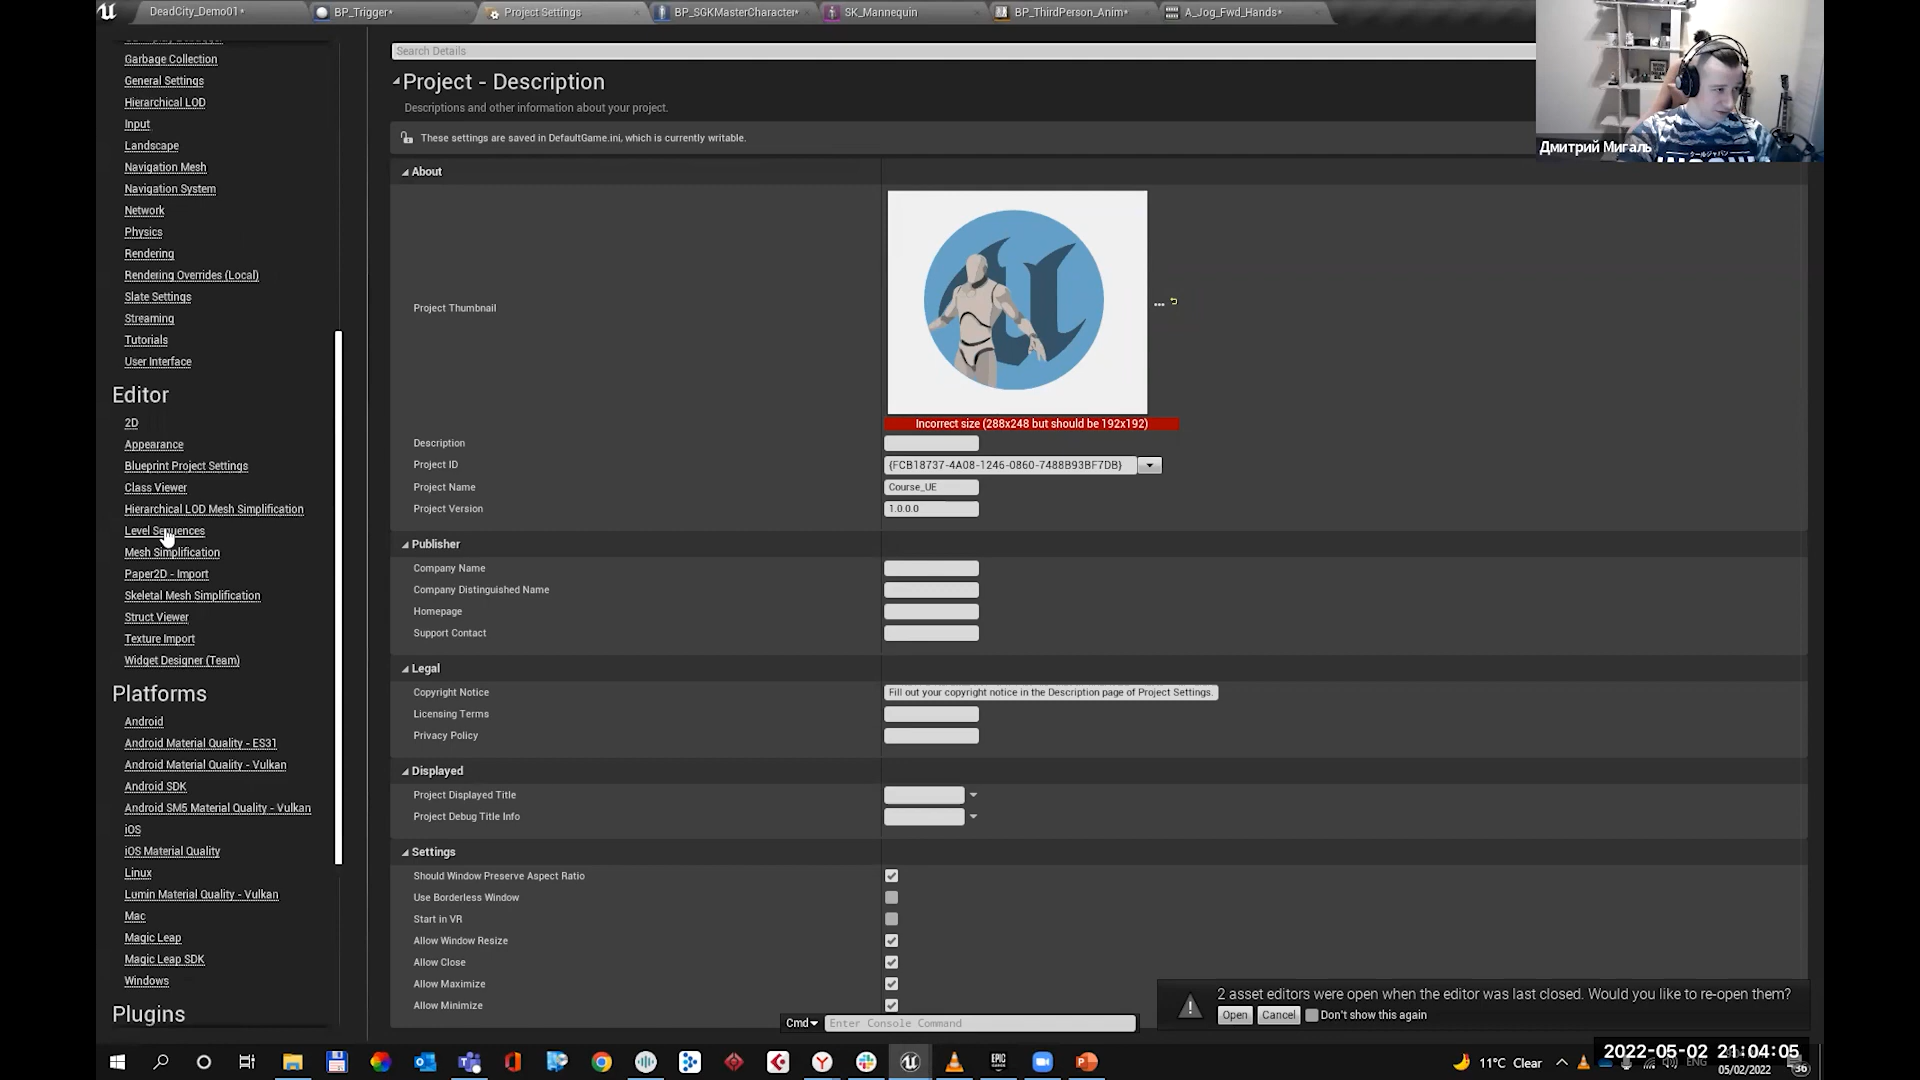 DeadCity_Demo01*
BP_Trigger*
Project Settings
BP_SGKMasterCharacter*
SK_Mannequin
BP_ThirdPerson_Anim*
A_Jog_Fwd_Hands*
Garbage Collection
General Settings
Hierarchical LOD
Input
Landscape
Navigation Mesh
Navigation System
Network
Physics
Rendering
Rendering Overrides (Local)
Slate Settings
Streaming
Tutorials
User Interface
Editor
2D
Appearance
Blueprint Project Settings
Class Viewer
Hierarchical LOD Mesh Simplification
Level Sequences
Mesh Simplification
Paper2D - Import
Skeletal Mesh Simplification
Struct Viewer
Texture Import
Widget Designer (Team)
Platforms
Android
Android Material Quality - ES31
Android Material Quality - Vulkan
Android SDK
Android SM5 Material Quality - Vulkan
iOS
iOS Material Quality
Linux
Lumin Material Quality - Vulkan
Mac
Magic Leap
Magic Leap SDK
Windows
Plugins
Search Details
Project - Description
Descriptions and other information about your project.
These settings are saved in DefaultGame.ini, which is currently writable.
About
Project Thumbnail
Incorrect size (288x248 but should be 192x192)
Description
Project ID
{FCB18737-4A08-1246-0860-7488B93BF7DB}
Project Name
Course_UE
Project Version
1.0.0.0
Publisher
Company Name
Company Distinguished Name
Homepage
Support Contact
Legal
Copyright Notice
Fill out your copyright notice in the Description page of Project Settings.
Licensing Terms
Privacy Policy
Displayed
Project Displayed Title
Project Debug Title Info
Settings
Should Window Preserve Aspect Ratio
Use Borderless Window
Start in VR
Allow Window Resize
Allow Close
Allow Maximize
Allow Minimize
Cmd
Enter Console Command
Дмитрий Мигаль
2 asset editors were open when the editor was last closed. Would you like to re-open them?
Open
Cancel
Don't show this again
EPIC
11°C Clear
ENG
2022-05-02 21:04:05
05/02/2022
36